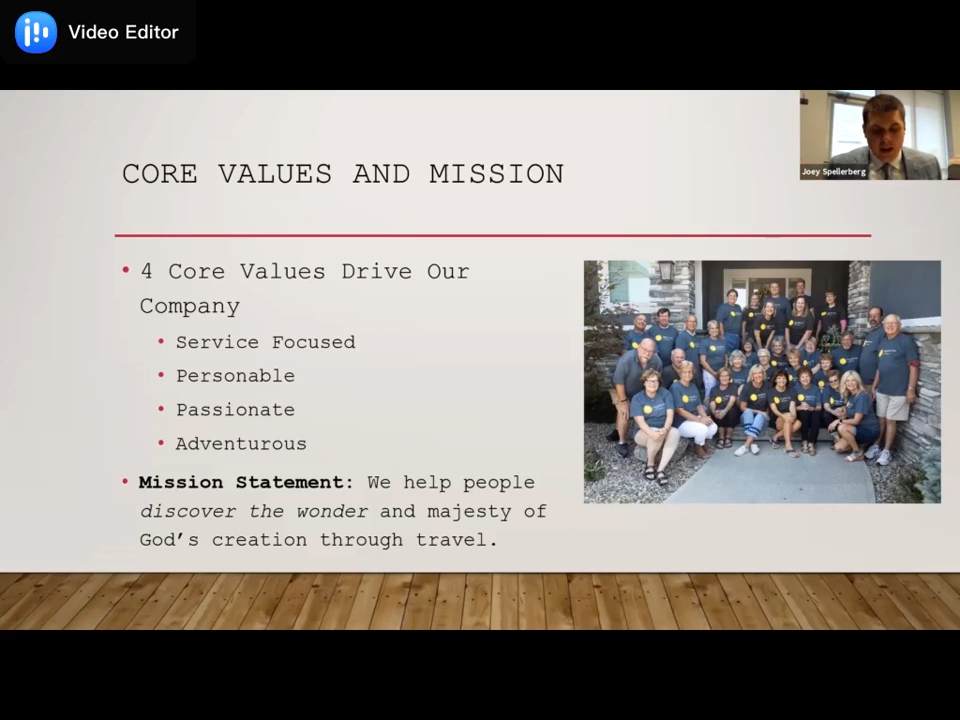 Video Editor
Joey Spellerberg
CORE VALUES AND MISSION
• 4 Core Values Drive Our
Company
• Service Focused
• Personable
• Passionate
• Adventurous
• Mission Statement: We help people
discover the wonder and majesty of
God’s creation through travel.